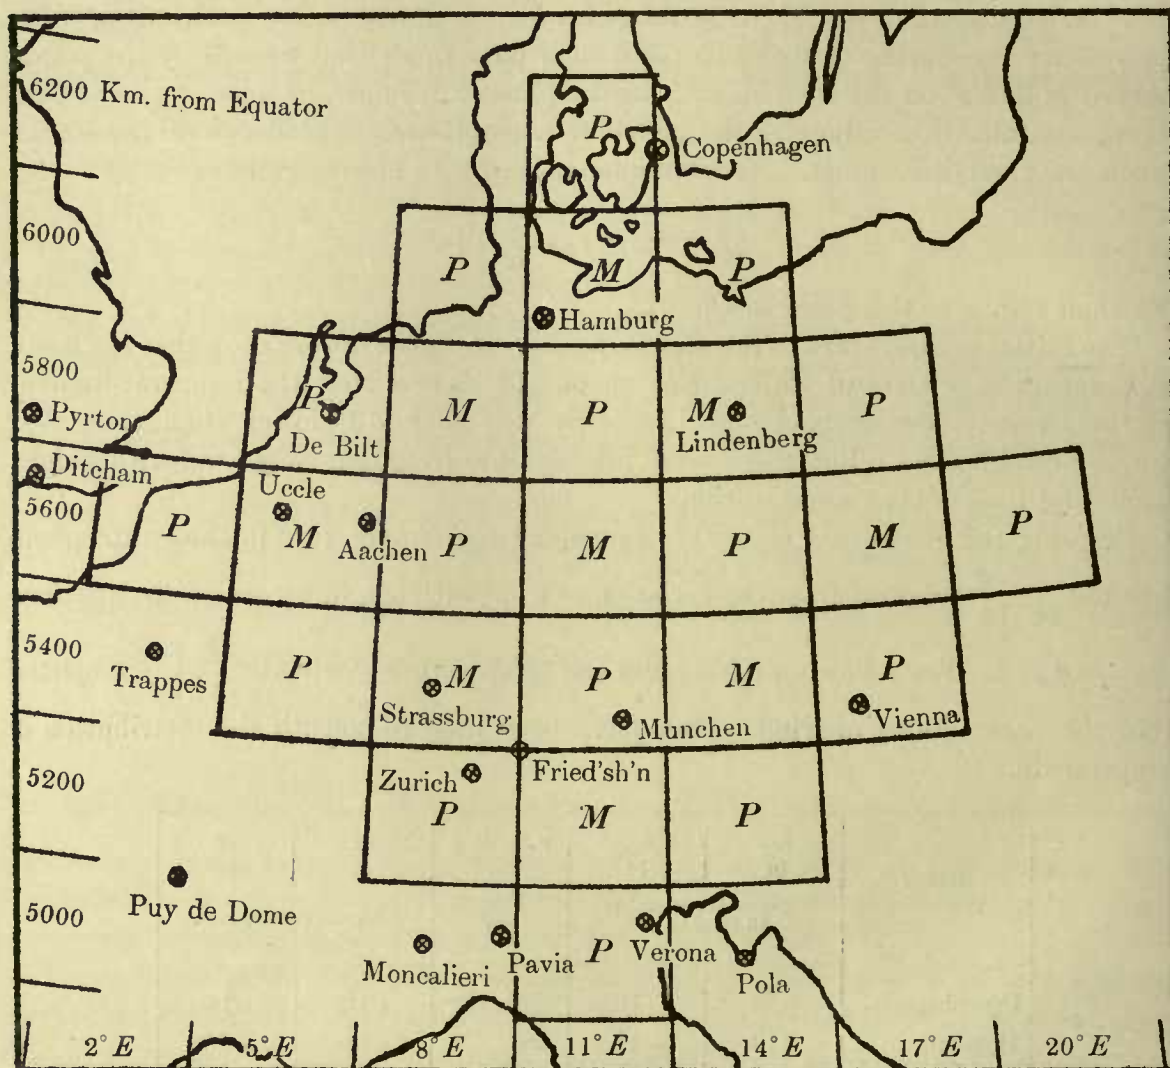 6200 Km. from Equator
P
Copenhagen
6000
P
M
P
Hamburg
5800
Pyrton
P
De Bilt
M
P
M
Lindenberg
P
Ditcham
5600
P
Uccle
M
Aachen
P
M
P
M
P
5400
Trappes
P
M
Strassburg
P
Munchen
M
P
Vienna
5200
Zurich
P
Fried'sh'n
M
P
Puy de Dome
5000
Moncalieri
Pavia
P
Verona
Pola
2° E
5° E
8° E
11° E
14° E
17° E
20° E